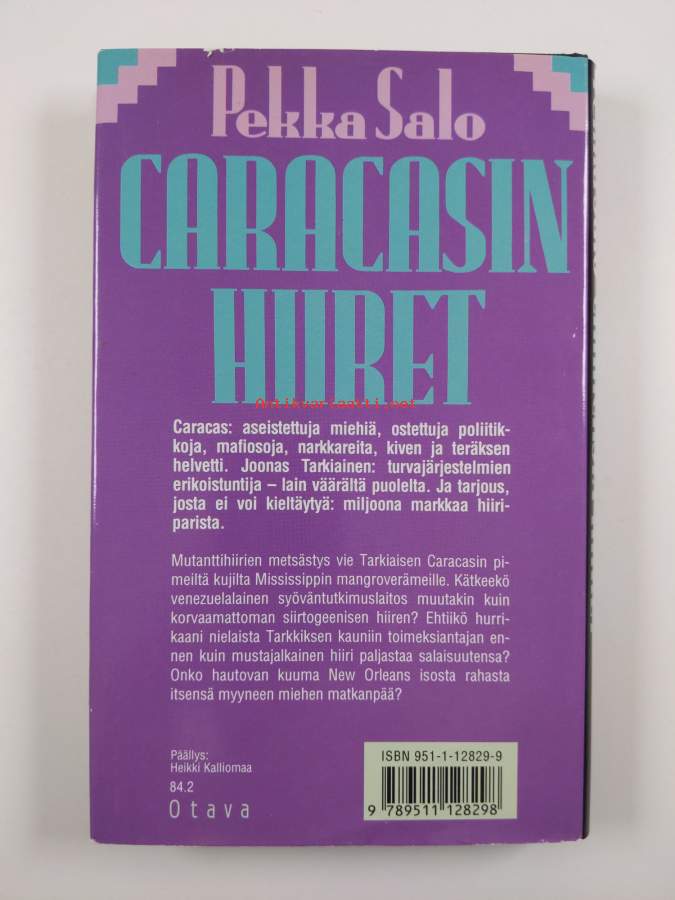 Pekka Salo
CARACASIN
HIIRET
Antikvariaatti.net
Caracas: aseistettuja miehiä, ostettuja poliitik-
koja, mafiosoja, narkkareita, kiven ja teräksen
helvetti. Joonas Tarkiainen: turvajärjestelmien
erikoistuntija – lain väärältä puolelta. Ja tarjous,
josta ei voi kieltäytyä: miljoona markkaa hiiri-
parista.
Mutanttihiirien metsästys vie Tarkiaisen Caracasin pi-
meiltä kujilta Mississippin mangroverämeille. Kätkeekö
venezuelalainen syöväntutkimuslaitos muutakin kuin
korvaamattoman siirtogeenisen hiiren? Ehtiikö hurri-
kaani nielaista Tarkkiksen kauniin toimeksiantajan en-
nen kuin mustajalkainen hiiri paljastaa salaisuutensa?
Onko hautovan kuuma New Orleans isosta rahasta
itsensä myyneen miehen matkanpää?
Päällys:
Heikki Kalliomaa
84.2
Otava
ISBN 951-1-12829-9
9 789511 128298